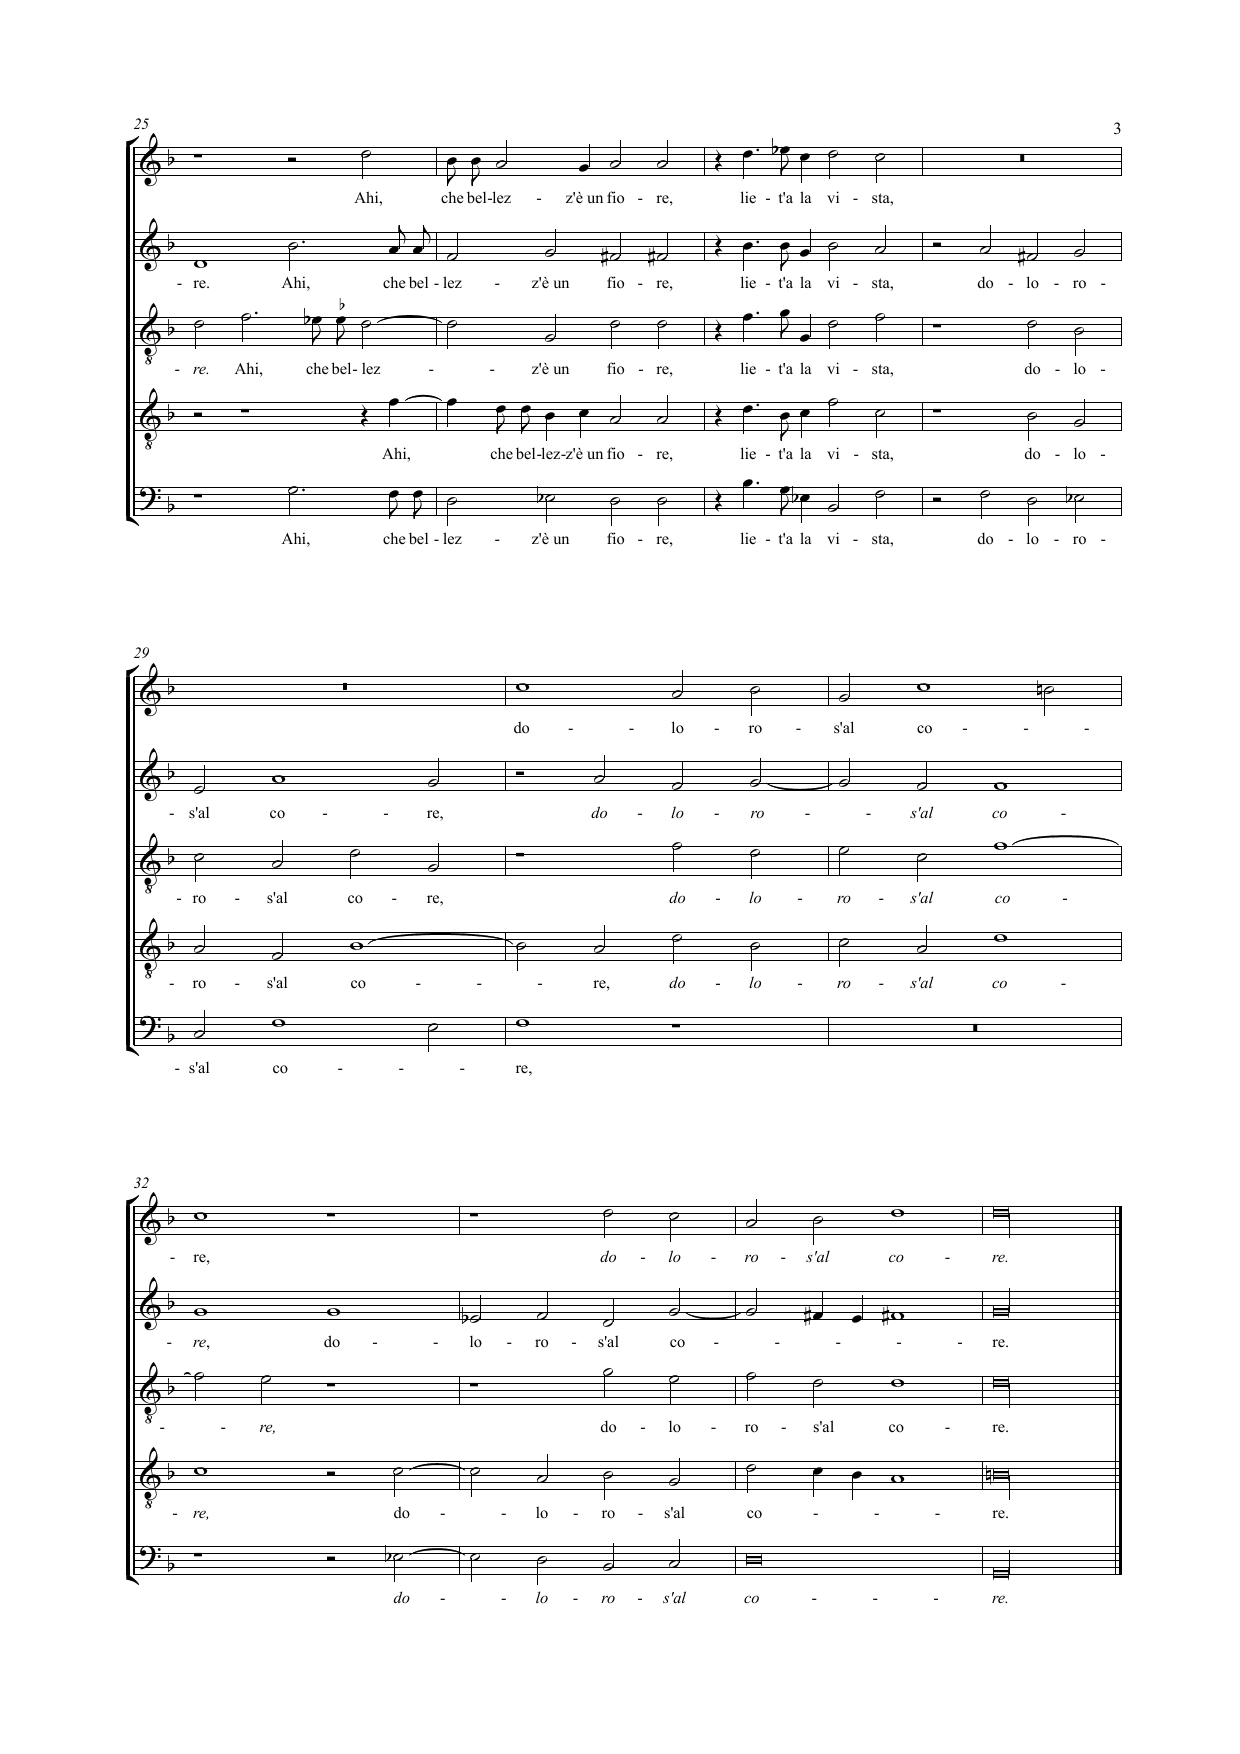 25
3
Ahi, che bel-lez - z'è un fio - re, lie - t'a la vi - sta,
- re. Ahi, che bel - lez - z'è un fio - re, lie - t'a la vi - sta, do - lo - ro -
- re. Ahi, che bel- lez - - z'è un fio - re, lie - t'a la vi - sta, do - lo -
Ahi, che bel-lez-z'è un fio - re, lie - t'a la vi - sta, do - lo -
Ahi, che bel - lez - z'è un fio - re, lie - t'a la vi - sta, do - lo - ro -
29
do - - lo - ro - s'al co - - -
- s'al co - - re, do - lo - ro - - s'al co -
- ro - s'al co - re, do - lo - ro - s'al co -
- ro - s'al co - - - re, do - lo - ro - s'al co -
- s'al co - - - re,
32
- re, do - lo - ro - s'al co - re.
- re, do - - lo - ro - s'al co - - - - re.
- - re, do - lo - ro - s'al co - re.
- re, do - - lo - ro - s'al co - - - re.
do - - lo - ro - s'al co - - - re.